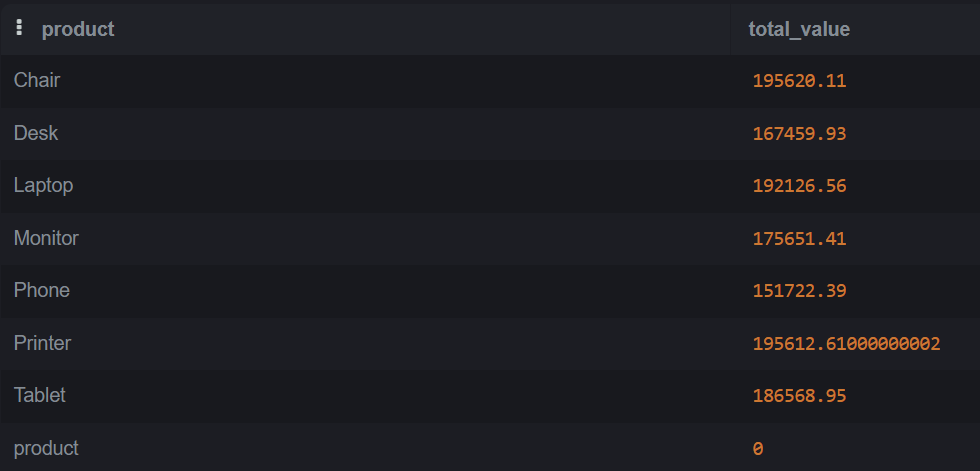 product total_value
Chair 195620.11
Desk 167459.93
Laptop 192126.56
Monitor 175651.41
Phone 151722.39
Printer 195612.61000000002
Tablet 186568.95
product 0